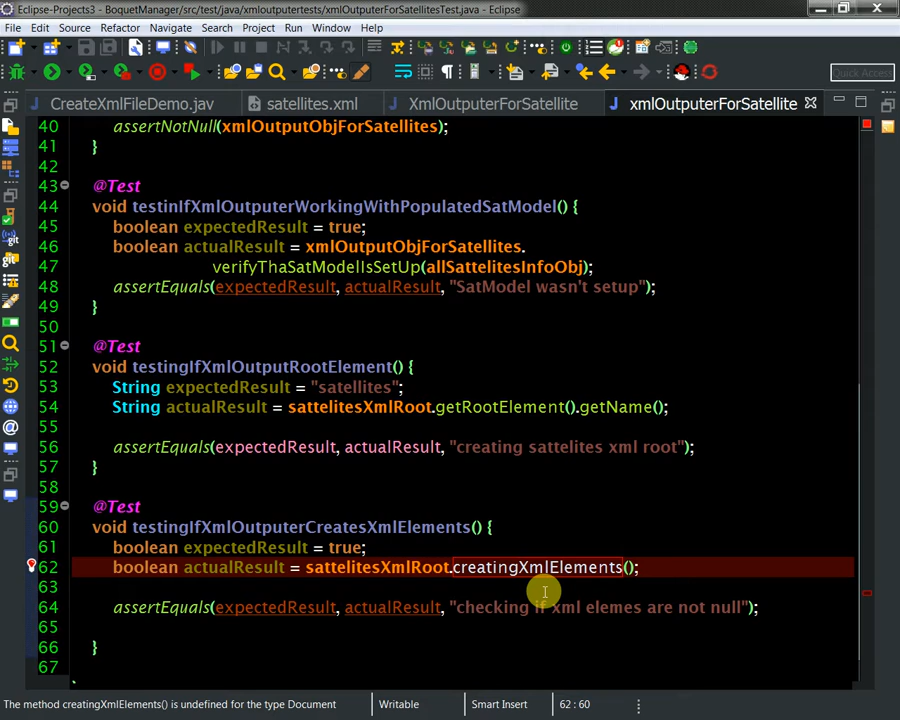 Eclipse-Projects3 - BoquetManager/src/test/java/xmloutputertests/xmlOutputerForSatellitesTest.java - Eclipse
File Edit Source Refactor Navigate Search Project Run Window Help
Quick Access
CreateXmlFileDemo.jav satellites.xml XmlOutputerForSatellite xmlOutputerForSatellite
40 assertNotNull(xmlOutputObjForSatellites);
41 }
42
43 @Test
44 void testinIfXmlOutputerWorkingWithPopulatedSatModel() {
45 boolean expectedResult = true;
46 boolean actualResult = xmlOutputObjForSatellites.
47 verifyThaSatModelIsSetUp(allSattelitesInfoObj);
48 assertEquals(expectedResult, actualResult, "SatModel wasn't setup");
49 }
50
51 @Test
52 void testingIfXmlOutputRootElement() {
53 String expectedResult = "satellites";
54 String actualResult = sattelitesXmlRoot.getRootElement().getName();
55
56 assertEquals(expectedResult, actualResult, "creating sattelites xml root");
57 }
58
59 @Test
60 void testingIfXmlOutputerCreatesXmlElements() {
61 boolean expectedResult = true;
62 boolean actualResult = sattelitesXmlRoot.creatingXmlElements();
63
64 assertEquals(expectedResult, actualResult, "checking if xml elemes are not null");
65
66 }
67
The method creatingXmlElements() is undefined for the type Document Writable Smart Insert 62 : 60